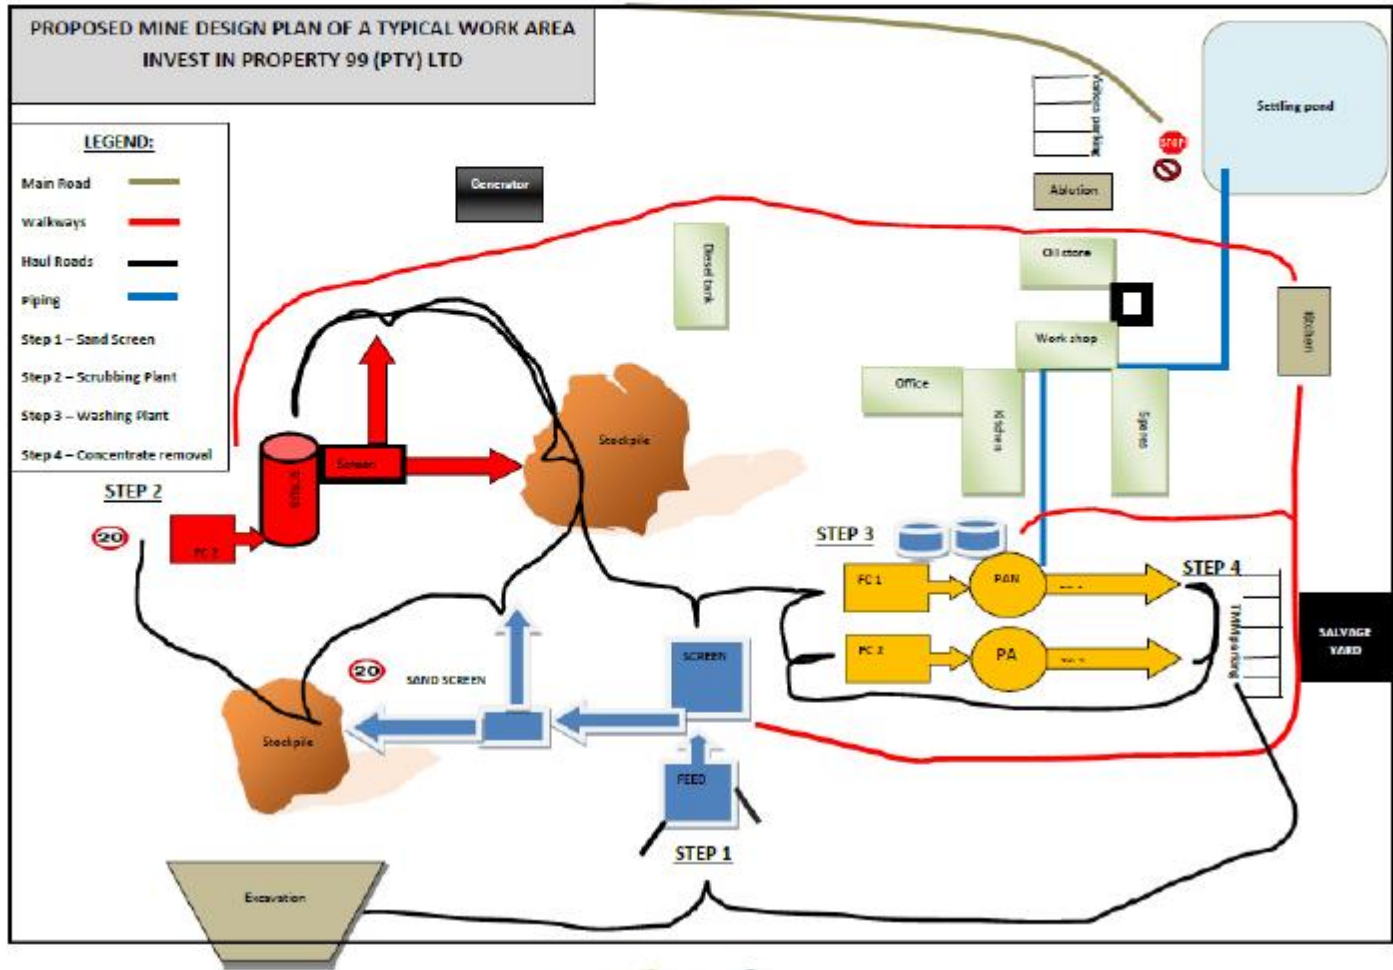 PROPOSED MINE DESIGN PLAN OF A TYPICAL WORK AREA
INVEST IN PROPERTY 99 (PTY) LTD
LEGEND:
Main Road
Walkways
Haul Roads
Piping
Step 1 – Sand Screen
Step 2 – Scrubbing Plant
Step 3 – Washing Plant
Step 4 – Concentrate removal
Generator
Diesel tank
Visitors parking
STOP
Settling pond
Ablution
Oil store
Work shop
Kitchen
Office
Kitchen
Spares
STEP 2
20
FC 2
Screen
Stockpile
STEP 3
FC 1
PAN
FC 2
PA
STEP 4
TMM parking
SALVAGE
YARD
20
SAND SCREEN
SCREEN
Stockpile
FEED
STEP 1
Excavation